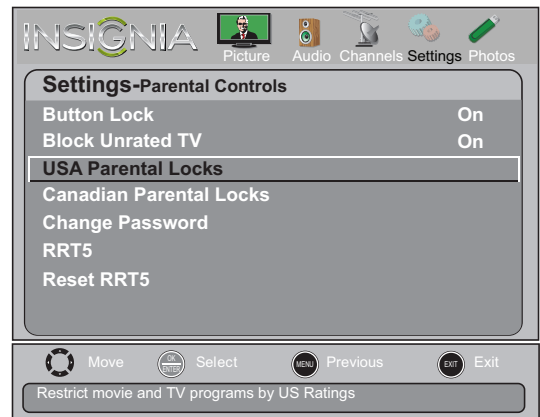 INSIGNIA
Picture Audio Channels Settings Photos
Settings-Parental Controls
Button Lock On
Block Unrated TV On
USA Parental Locks
Canadian Parental Locks
Change Password
RRT5
Reset RRT5
Move OK ENTER Select MENU Previous EXIT Exit
Restrict movie and TV programs by US Ratings